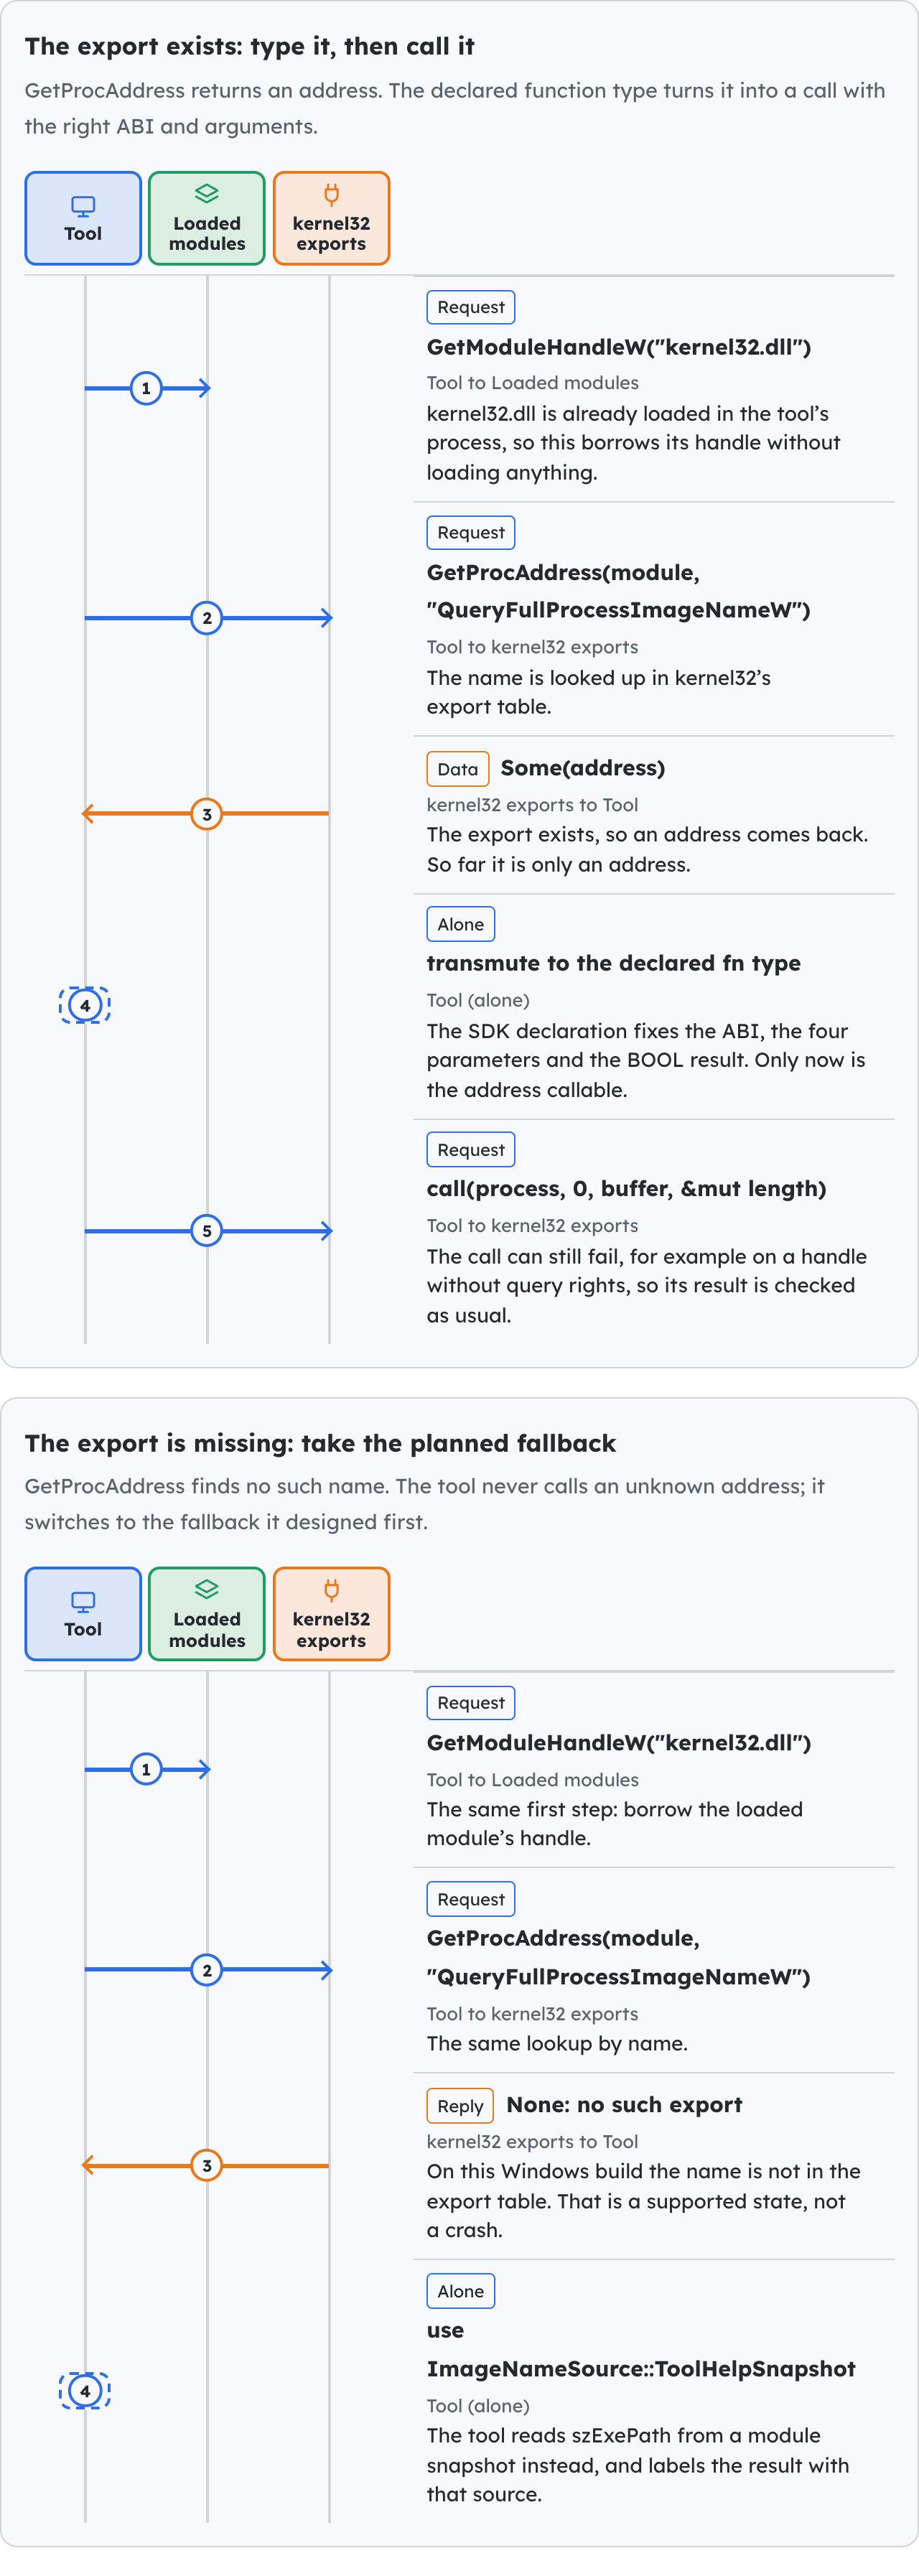 The export exists: type it, then call it
GetProcAddress returns an address. The declared function type turns it into a call with
the right ABI and arguments.
Tool
Loaded
modules
kernel32
exports
Request
GetModuleHandleW("kernel32.dll")
1
Tool to Loaded modules
kernel32.dll is already loaded in the tool’s
process, so this borrows its handle without
loading anything.
Request
GetProcAddress(module,
"QueryFullProcessImageNameW")
2
Tool to kernel32 exports
The name is looked up in kernel32’s
export table.
Data Some(address)
3
kernel32 exports to Tool
The export exists, so an address comes back.
So far it is only an address.
Alone
transmute to the declared fn type
4
Tool (alone)
The SDK declaration fixes the ABI, the four
parameters and the BOOL result. Only now is
the address callable.
Request
call(process, 0, buffer, &mut length)
5
Tool to kernel32 exports
The call can still fail, for example on a handle
without query rights, so its result is checked
as usual.
The export is missing: take the planned fallback
GetProcAddress finds no such name. The tool never calls an unknown address; it
switches to the fallback it designed first.
Tool
Loaded
modules
kernel32
exports
Request
GetModuleHandleW("kernel32.dll")
1
Tool to Loaded modules
The same first step: borrow the loaded
module’s handle.
Request
GetProcAddress(module,
"QueryFullProcessImageNameW")
2
Tool to kernel32 exports
The same lookup by name.
Reply None: no such export
3
kernel32 exports to Tool
On this Windows build the name is not in the
export table. That is a supported state, not
a crash.
Alone
use
ImageNameSource::ToolHelpSnapshot
4
Tool (alone)
The tool reads szExePath from a module
snapshot instead, and labels the result with
that source.